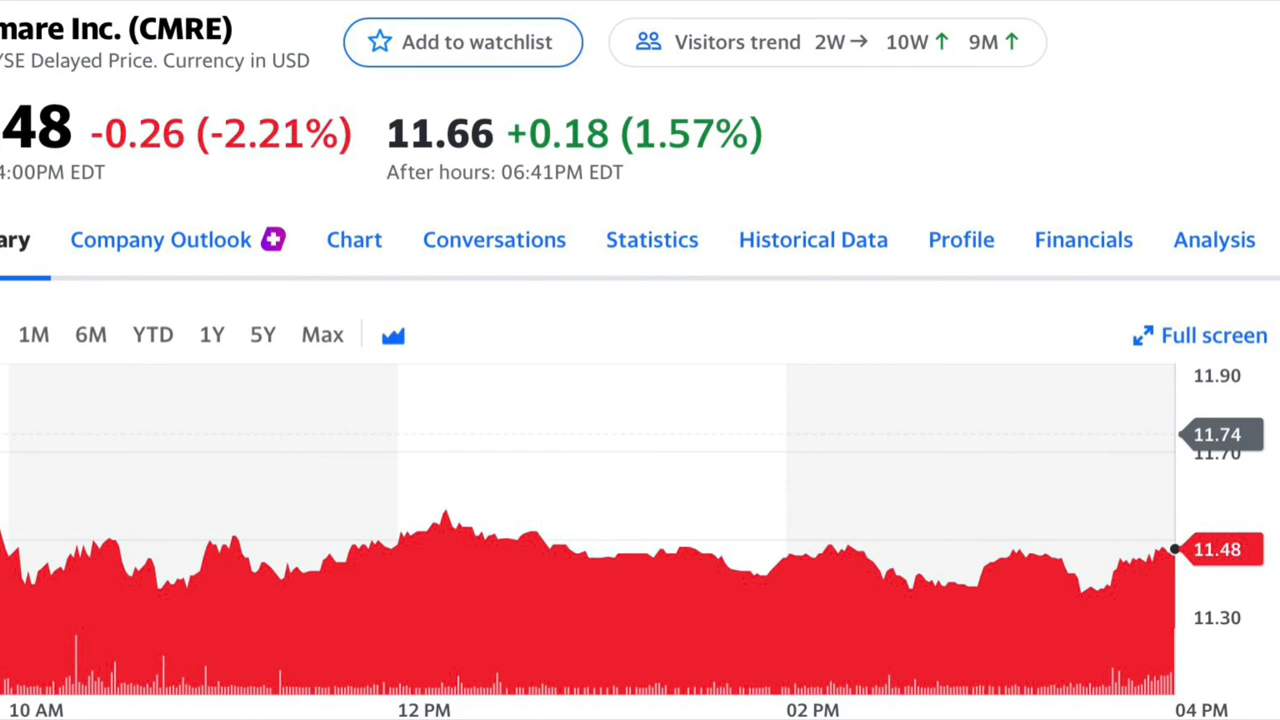 mare Inc. (CMRE)
YSE Delayed Price. Currency in USD
Add to watchlist
Visitors trend 2W→ 10W↑ 9M↑
48 -0.26 (-2.21%)
4:00PM EDT
11.66 +0.18 (1.57%)
After hours: 06:41PM EDT
ary Company Outlook Chart Conversations Statistics Historical Data Profile Financials Analysis
1M 6M YTD 1Y 5Y Max
Full screen
11.90
11.74
11.70
11.48
11.30
10 AM 12 PM 02 PM 04 PM